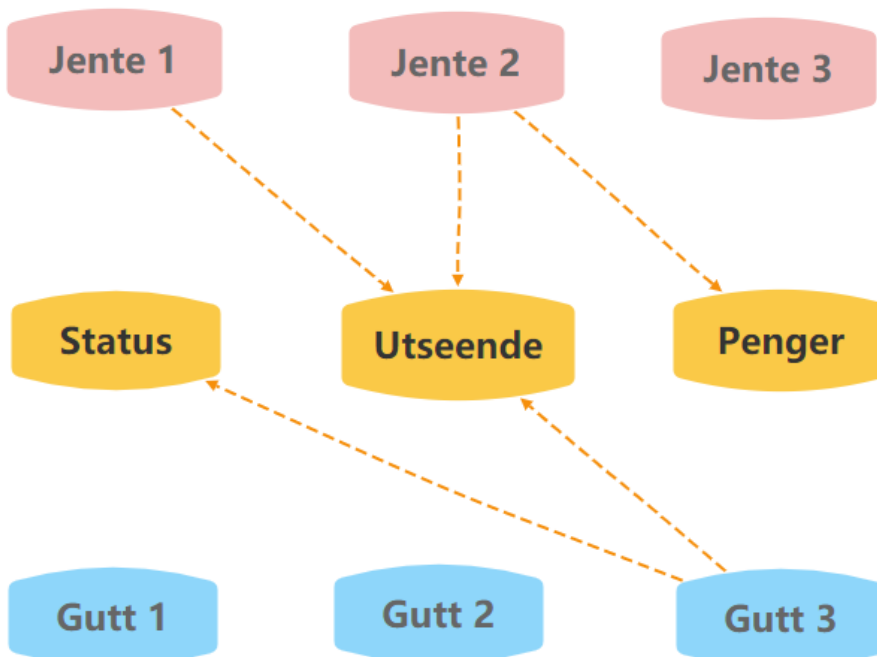 Jente 1
Jente 2
Jente 3
Status
Utseende
Penger
Gutt 1
Gutt 2
Gutt 3